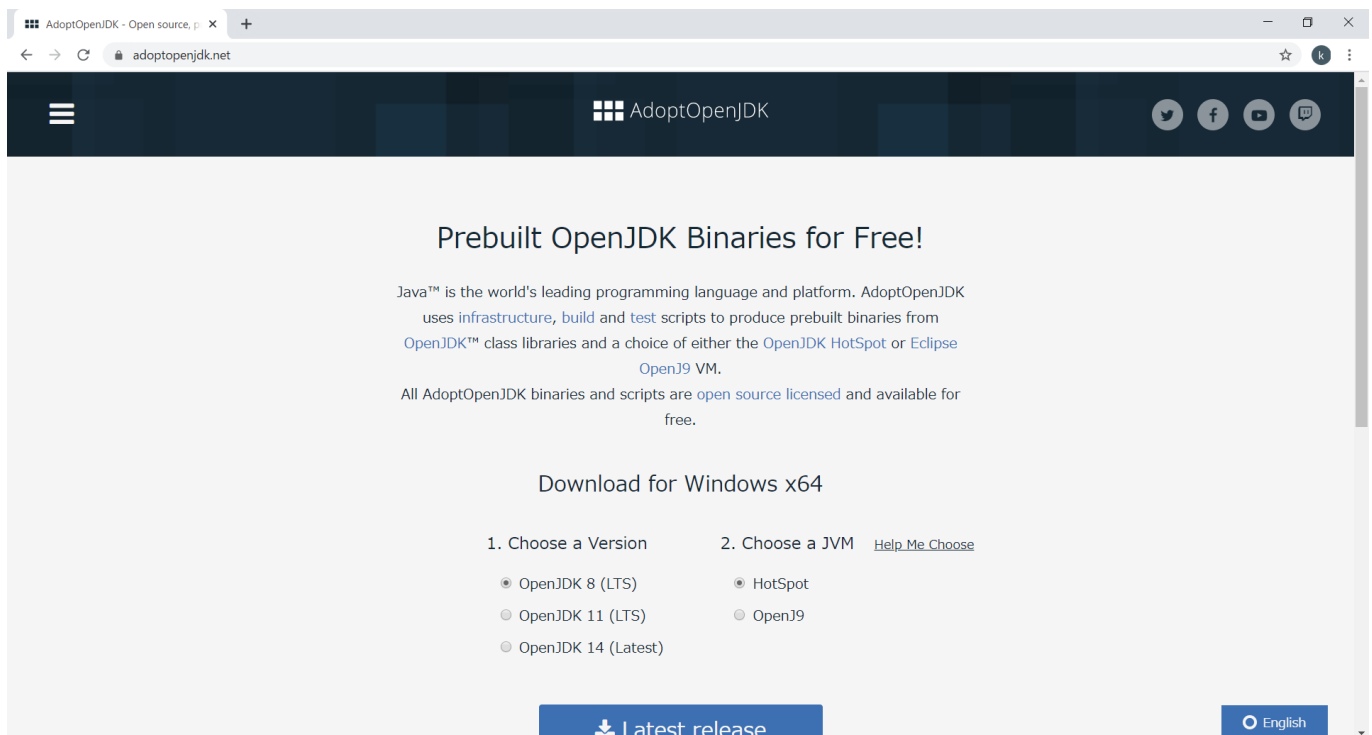 AdoptOpenJDK - Open source, p
adoptopenjdk.net
k
AdoptOpenJDK
Prebuilt OpenJDK Binaries for Free!
Java™ is the world's leading programming language and platform. AdoptOpenJDK
uses infrastructure, build and test scripts to produce prebuilt binaries from
OpenJDK™ class libraries and a choice of either the OpenJDK HotSpot or Eclipse
OpenJ9 VM.
All AdoptOpenJDK binaries and scripts are open source licensed and available for
free.
Download for Windows x64
1. Choose a Version 2. Choose a JVM Help Me Choose
OpenJDK 8 (LTS) HotSpot
OpenJDK 11 (LTS) OpenJ9
OpenJDK 14 (Latest)
Latest release
English